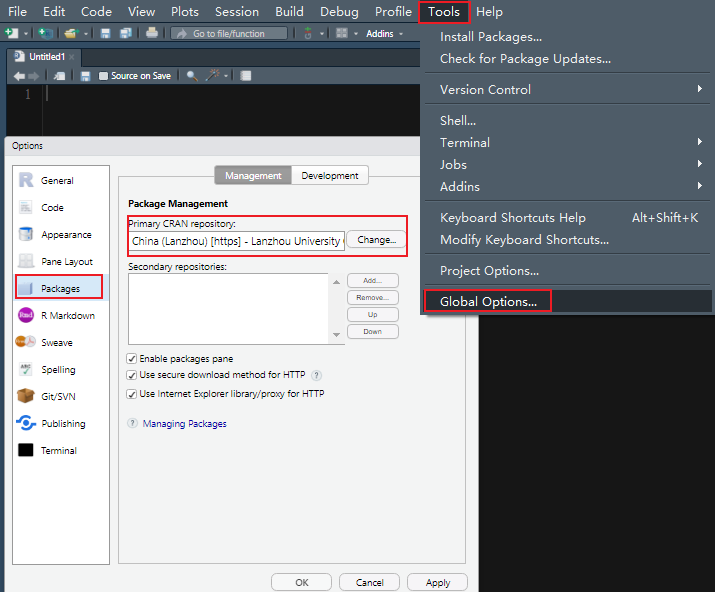 File Edit Code View Plots Session Build Debug Profile Tools Help
Go to file/function Addins
Untitled1
Source on Save
1
Install Packages...
Check for Package Updates...
Version Control
Shell...
Terminal
Jobs
Addins
Keyboard Shortcuts Help Alt+Shift+K
Modify Keyboard Shortcuts...
Project Options...
Global Options...
Options
General
Code
Appearance
Pane Layout
Packages
R Markdown
Sweave
Spelling
Git/SVN
Publishing
Terminal
Management Development
Package Management
Primary CRAN repository:
China (Lanzhou) [https] - Lanzhou University Change...
Secondary repositories:
Add...
Remove...
Up
Down
Enable packages pane
Use secure download method for HTTP ?
Use Internet Explorer library/proxy for HTTP
? Managing Packages
OK Cancel Apply